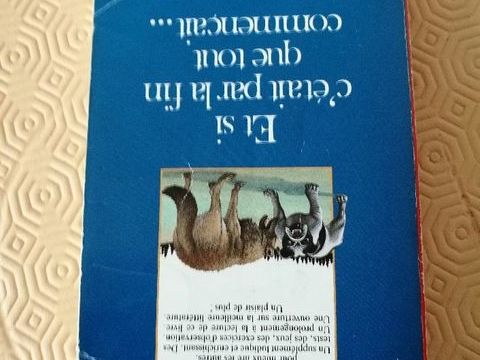 pour mieux lire les autres.
Un supplément ludique et enrichissant. Des
tests, des jeux, des exercices d'observation
Un prolongement à la lecture de ce livre.
Une ouverture sur la meilleure littérature.
Un plaisir de plus
Et si
c'était par la fin
que tout
commençait...